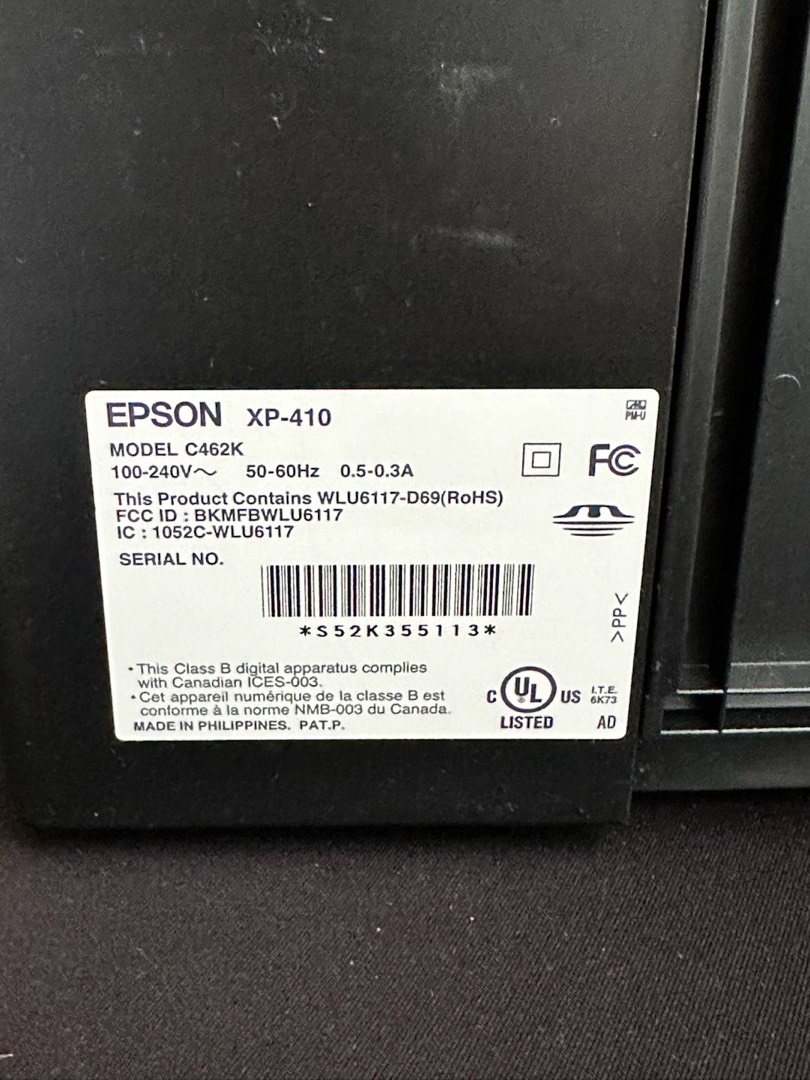 EPSON XP-410
PM-U
MODEL C462K
100-240V～ 50-60Hz 0.5-0.3A
FC
This Product Contains WLU6117-D69(RoHS)
FCC ID : BKMFBWLU6117
IC : 1052C-WLU6117
SERIAL NO.
*S52K355113*
>PP<
•This Class B digital apparatus complies
with Canadian ICES-003.
•Cet appareil numérique de la classe B est
conforme à la norme NMB-003 du Canada.
MADE IN PHILIPPINES. PAT.P.
C UL US I.T.E.
6K73
LISTED AD